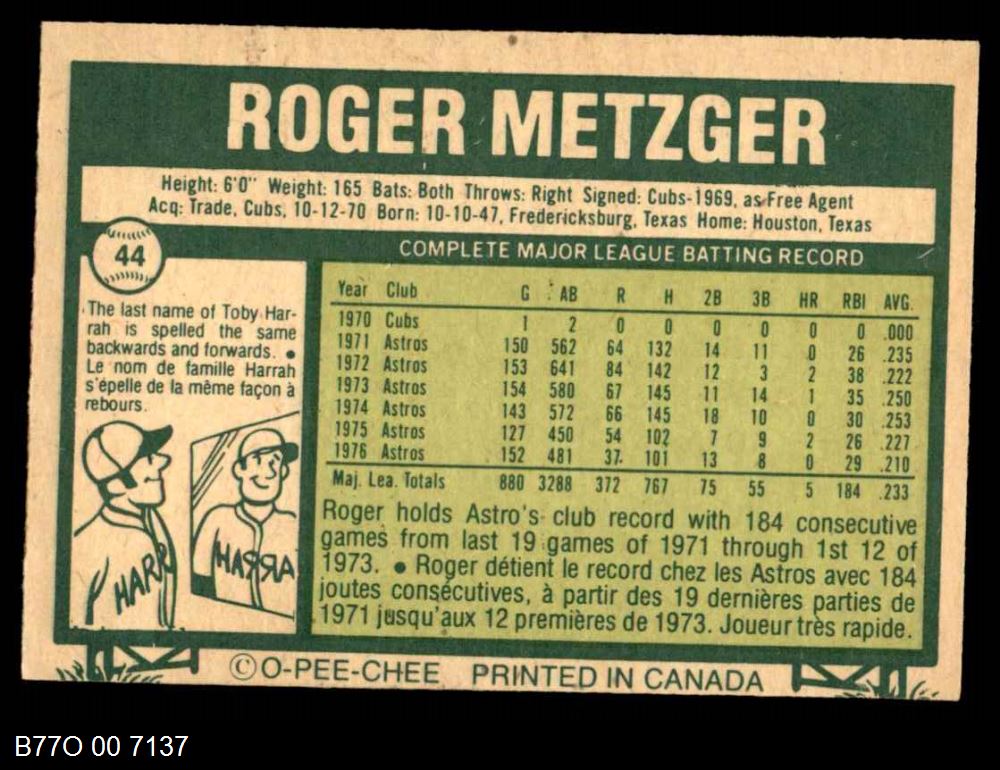 ROGER METZGER
Height: 6'0" Weight: 165 Bats: Both Throws: Right Signed: Cubs-1969, as Free Agent
Acq: Trade, Cubs, 10-12-70 Born: 10-10-47, Fredericksburg, Texas Home: Houston, Texas
44
COMPLETE MAJOR LEAGUE BATTING RECORD
The last name of Toby Har-
rah is spelled the same
backwards and forwards. ●
Le nom de famille Harrah
s'épelle de la même façon à
rebours.
HARR
HARRA
Year Club G AB R H 2B 3B HR RBI AVG.
1970 Cubs 1 2 0 0 0 0 0 0 .000
1971 Astros 150 562 64 132 14 11 0 26 .235
1972 Astros 153 641 84 142 12 3 2 38 .222
1973 Astros 154 580 67 145 11 14 1 35 .250
1974 Astros 143 572 66 145 18 10 0 30 .253
1975 Astros 127 450 54 102 7 9 2 26 .227
1976 Astros 152 481 37 101 13 8 0 29 .210
Maj. Lea. Totals 880 3288 372 767 75 55 5 184 .233
Roger holds Astro's club record with 184 consecutive
games from last 19 games of 1971 through 1st 12 of
1973. ● Roger détient le record chez les Astros avec 184
joutes consécutives, à partir des 19 dernières parties de
1971 jusqu'aux 12 premières de 1973. Joueur très rapide.
© O-PEE-CHEE PRINTED IN CANADA
B77O 00 7137